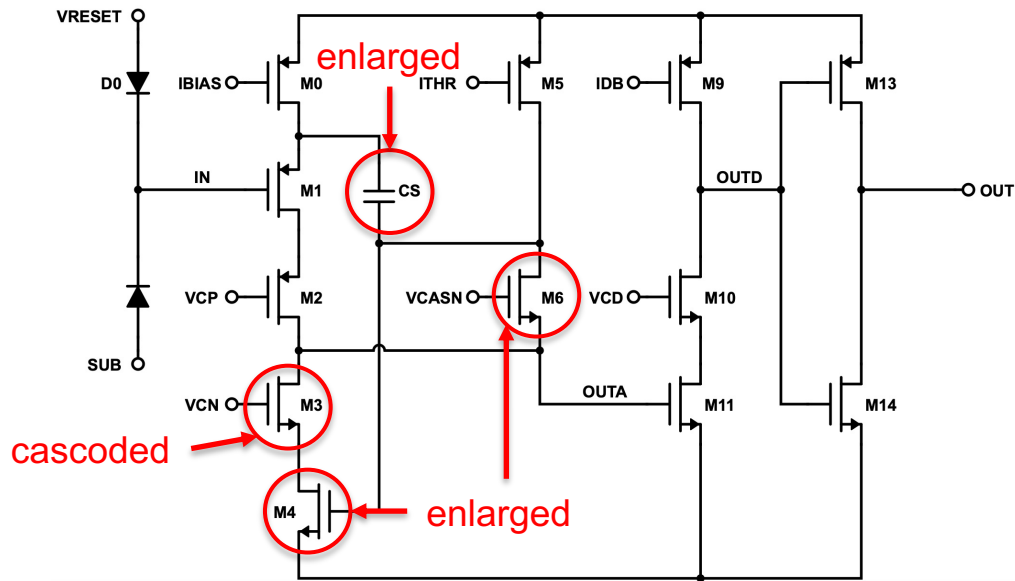 VRESET
enlarged
D0
IBIAS
M0
ITHR
M5
IDB
M9
M13
IN
M1
CS
OUTD
OUT
VCP
M2
VCASN
M6
VCD
M10
SUB
VCN
M3
OUTA
M11
M14
cascoded
M4
enlarged